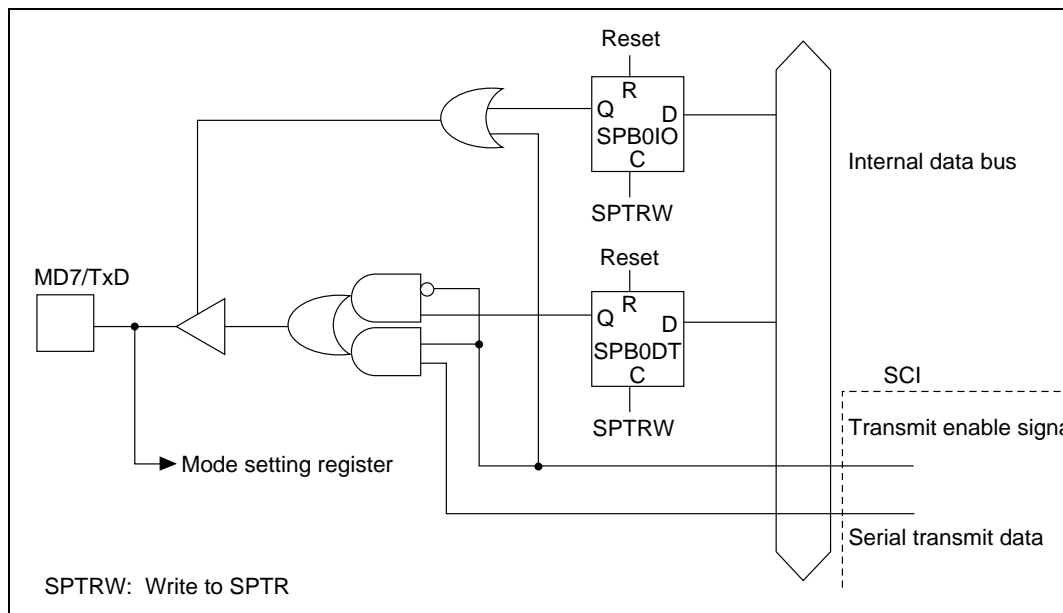 Reset
R
Q
D
SPB0IO
C
SPTRW
Internal data bus
Reset
R
Q
D
SPB0DT
C
SPTRW
MD7/TxD
SCI
Transmit enable signa
Mode setting register
Serial transmit data
SPTRW: Write to SPTR